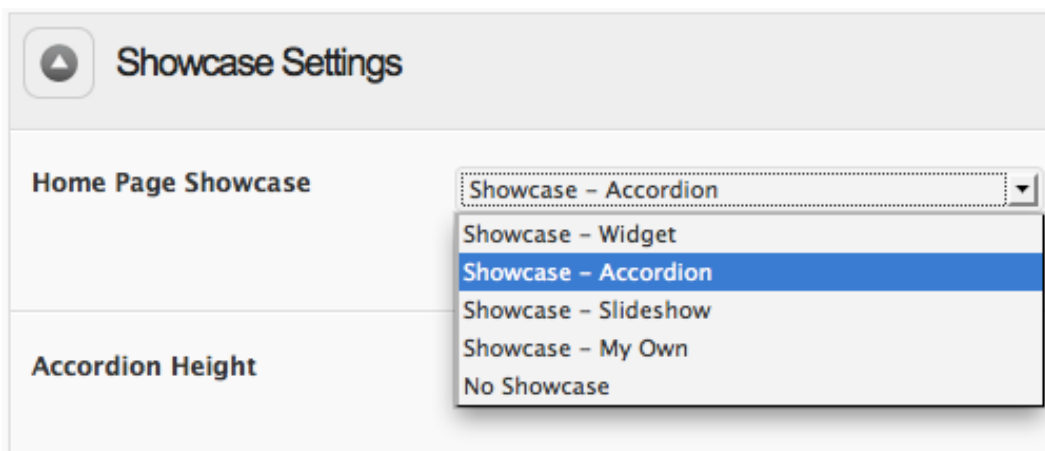 Showcase Settings
Home Page Showcase
Showcase – Accordion
Showcase – Widget
Showcase – Accordion
Showcase – Slideshow
Showcase – My Own
No Showcase
Accordion Height